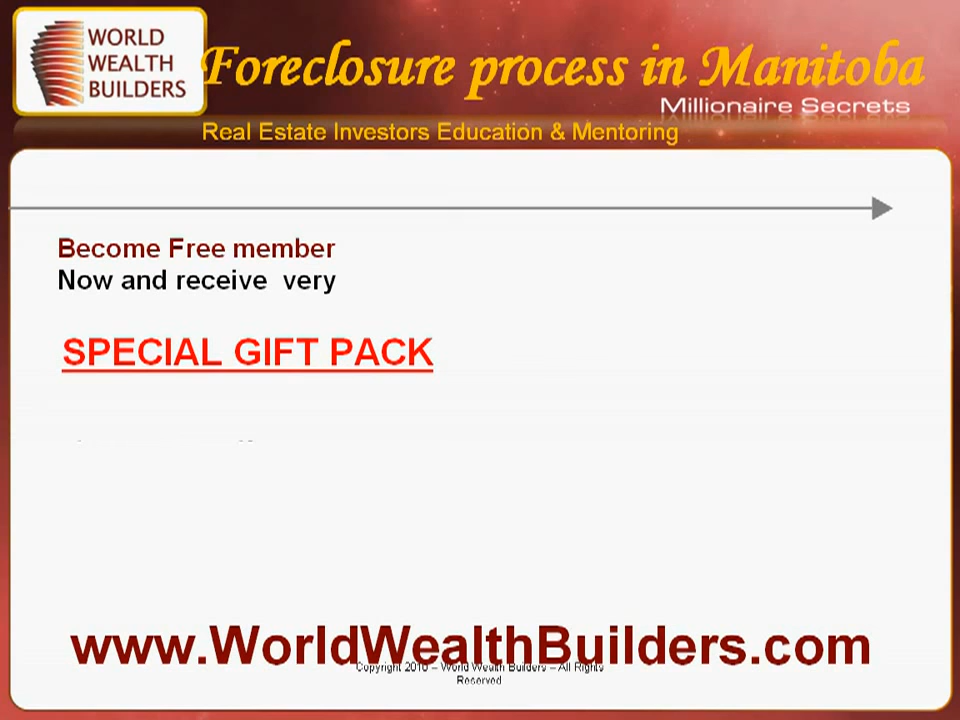 WORLD
WEALTH
BUILDERS
Foreclosure process in Manitoba
Millionaire Secrets
Real Estate Investors Education & Mentoring
Become Free member
Now and receive very
SPECIAL GIFT PACK
www.WorldWealthBuilders.com
Copyright 2010 – World Wealth Builders – All Rights
Reserved